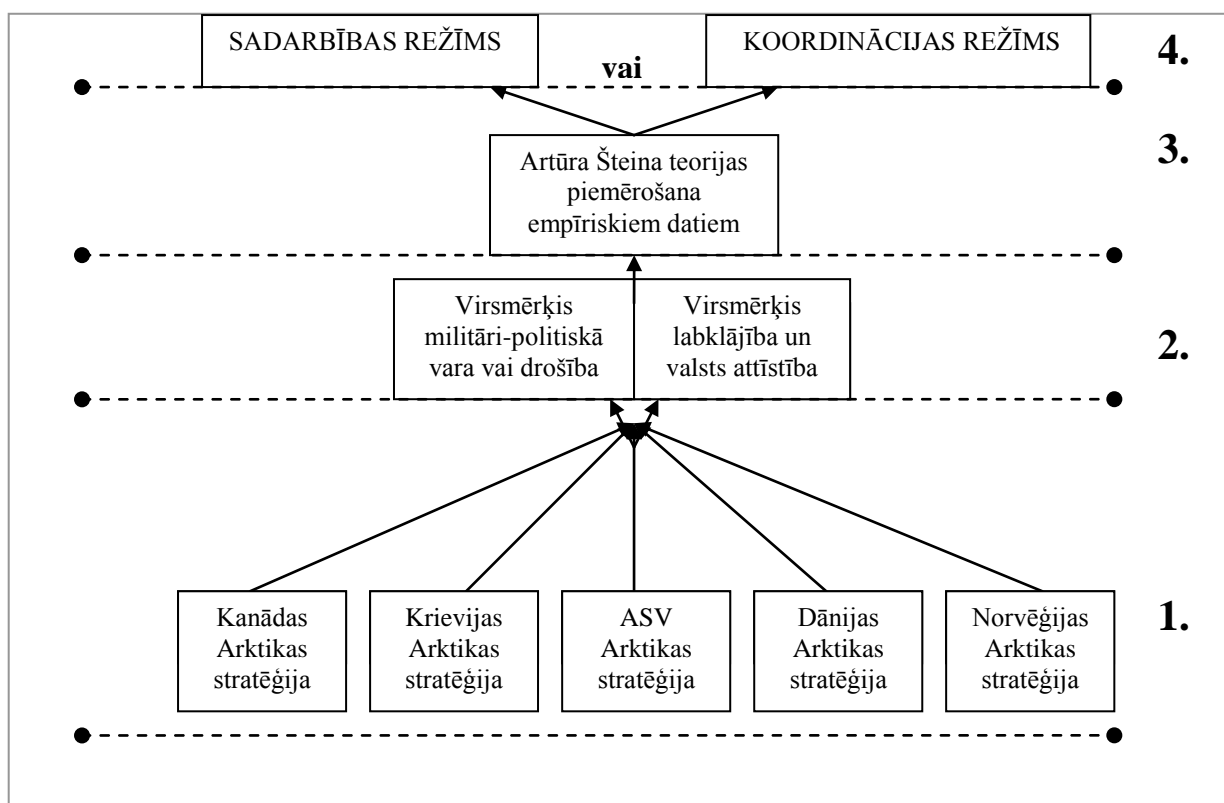 SADARBĪBAS REŽĪMS
vai
KOORDINĀCIJAS REŽĪMS
4.
Artūra Šteina teorijas
piemērošana
empīriskiem datiem
3.
Virsmērķis
militāri-politiskā
vara vai drošība
Virsmērķis
labklājība un
valsts attīstība
2.
Kanādas
Arktikas
stratēģija
Krievijas
Arktikas
stratēģija
ASV
Arktikas
stratēģija
Dānijas
Arktikas
stratēģija
Norvēģijas
Arktikas
stratēģija
1.